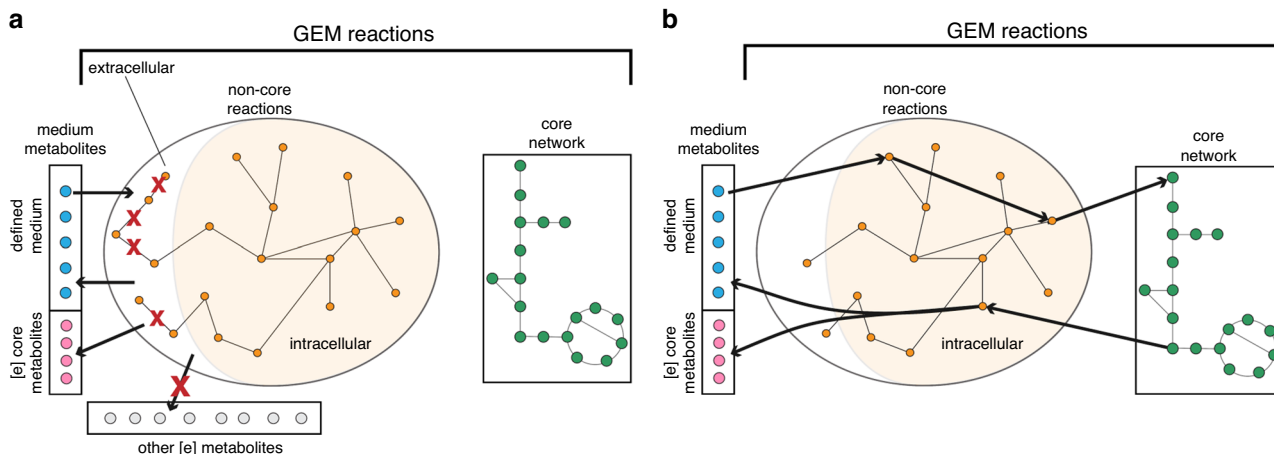 a
GEM reactions
extracellular
non-core
reactions
medium
metabolites
core
network
defined
medium
X
X
X
X
[e] core
metabolites
intracellular
X
other [e] metabolites
b
GEM reactions
non-core
reactions
medium
metabolites
core
network
defined
medium
[e] core
metabolites
intracellular